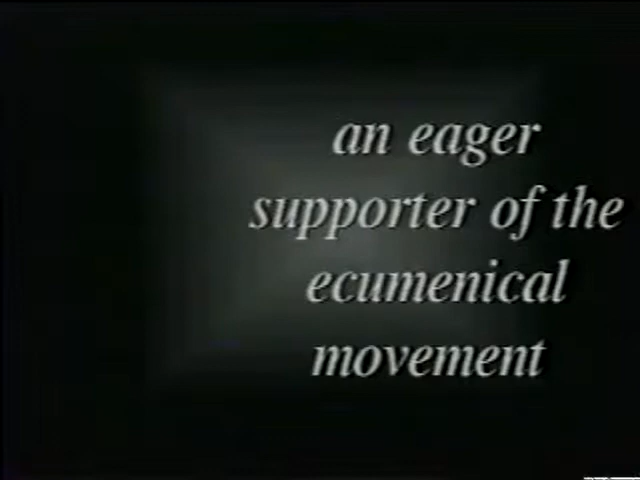 an eager
supporter of the
ecumenical
movement